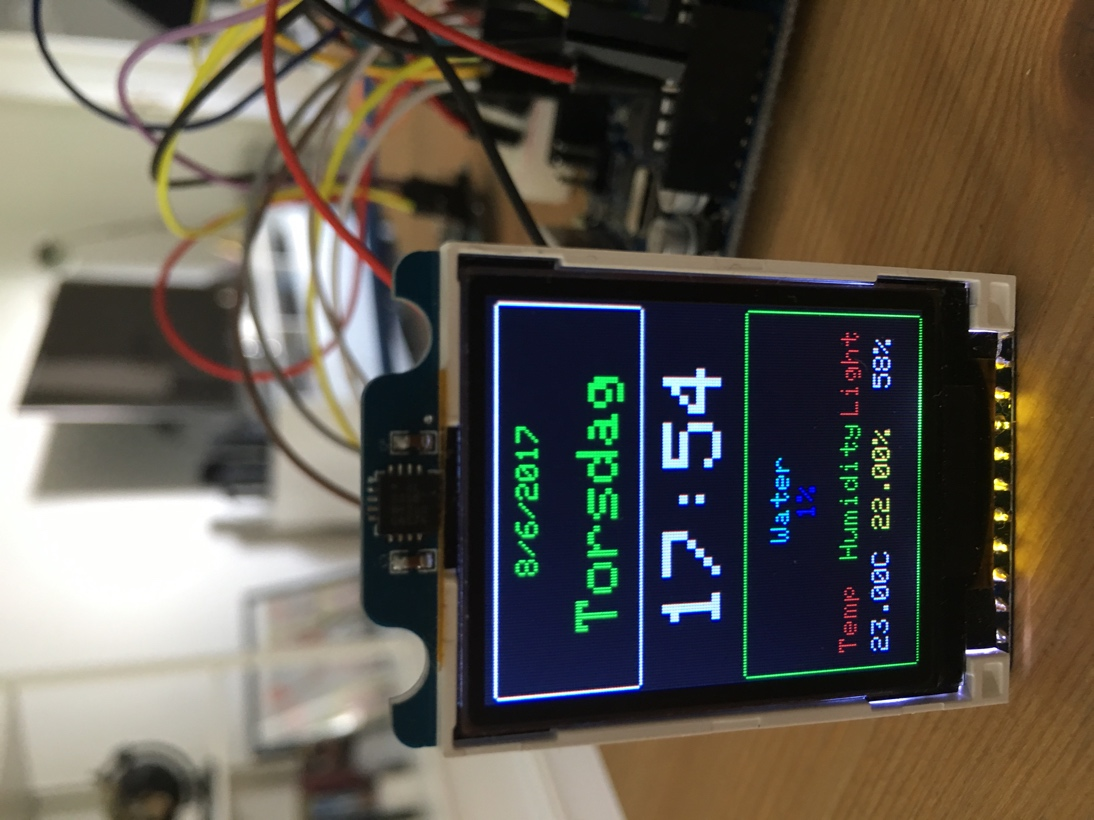 8/6/2017
Torsdag
17:54
Water
1%
Temp Humidity Light
23.00C 22.00% 58%